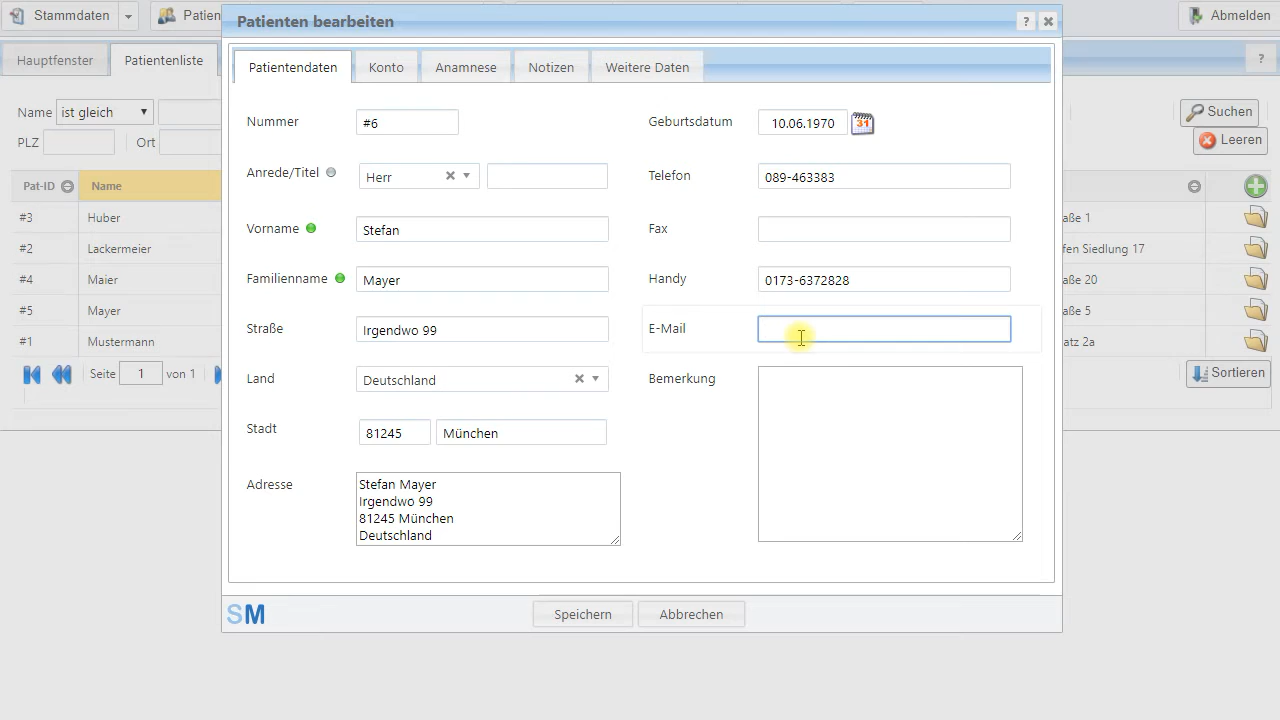 Stammdaten
Patien
Abmelden
Patienten bearbeiten
?
Hauptfenster
Patientenliste
?
Patientendaten
Konto
Anamnese
Notizen
Weitere Daten
Name
ist gleich
Suchen
PLZ
Ort
Leeren
Pat-ID
Name
#3 Huber
aße 1
#2 Lackermeier
fen Siedlung 17
#4 Maier
aße 20
#5 Mayer
aße 5
#1 Mustermann
atz 2a
Seite 1 von 1
Sortieren
Nummer #6
Anrede/Titel Herr
Vorname Stefan
Familienname Mayer
Straße Irgendwo 99
Land Deutschland
Stadt 81245 München
Adresse Stefan Mayer
Irgendwo 99
81245 München
Deutschland
Geburtsdatum 10.06.1970 31
Telefon 089-463383
Fax
Handy 0173-6372828
E-Mail
Bemerkung
SM
Speichern
Abbrechen